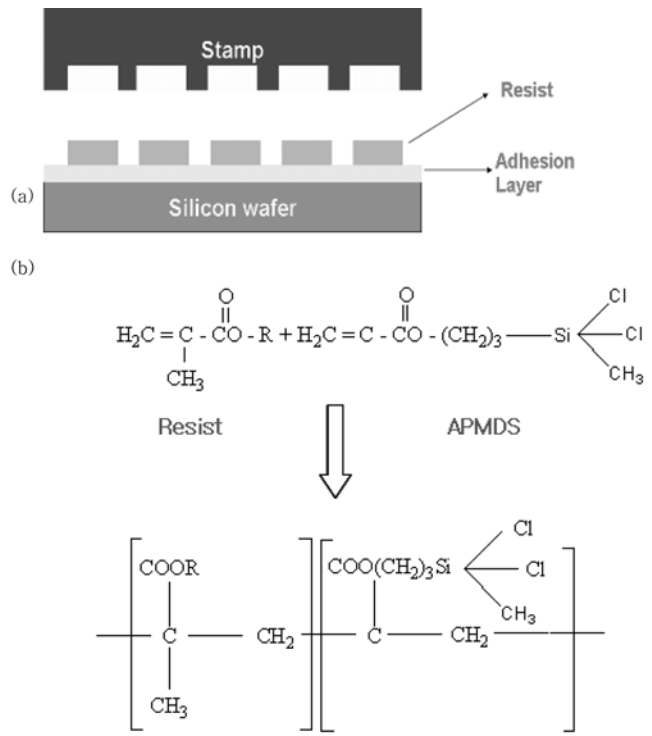 Stamp
Resist
Adhesion
Layer
(a)
Silicon wafer
(b)
O O Cl
H₂C = C - CO - R + H₂C = C - CO - (CH₂)₃ Si Cl
CH₃ CH₃
Resist APMDS
COOR COO(CH₂)₃Si Cl
Cl
CH₃
C CH₂ C CH₂
CH₃